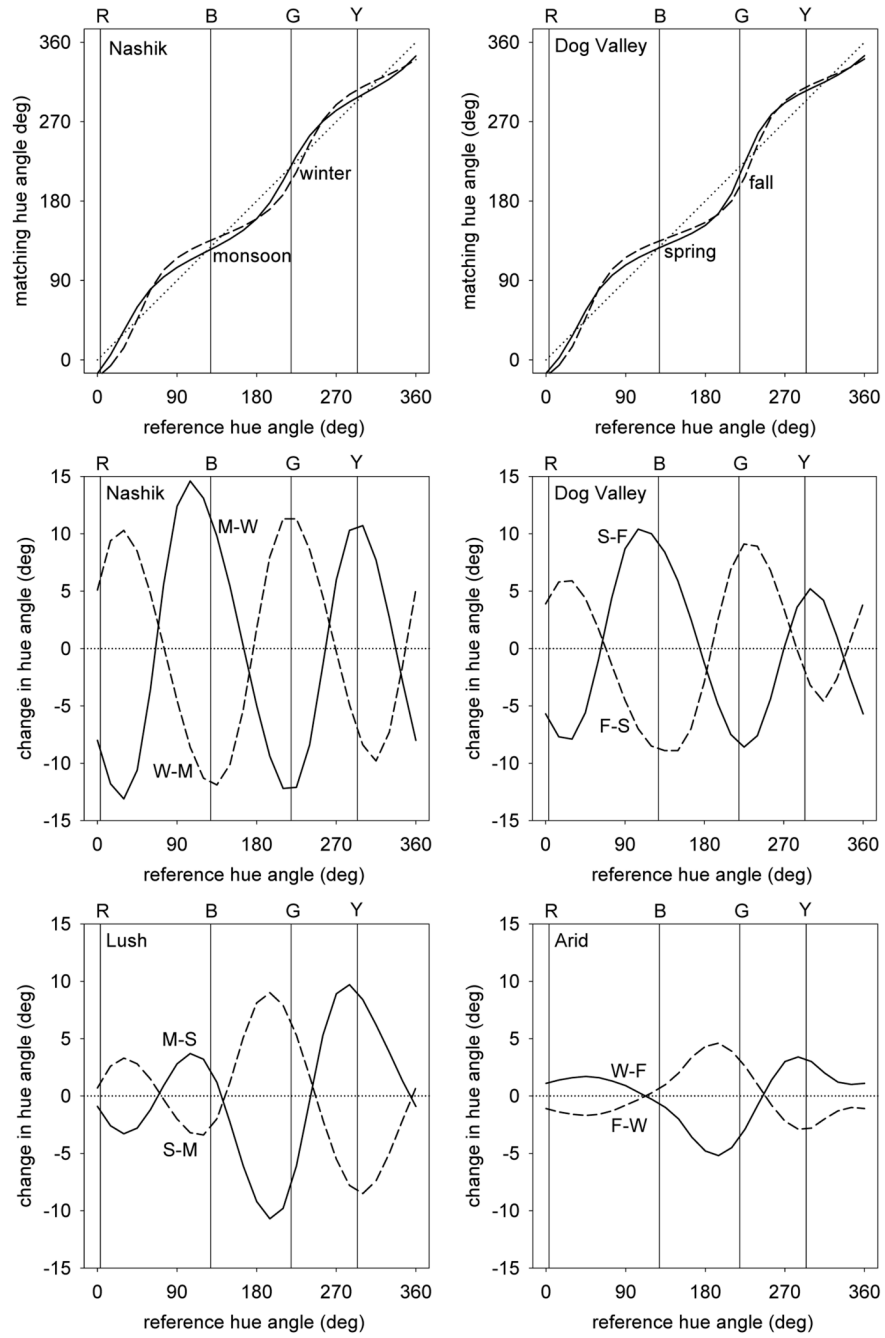 R B G Y R B G Y
Nashik Dog Valley
360 360
270 270
180 180
90 90
0 0
winter fall
monsoon spring
matching hue angle deg) matching hue angle (deg)
0 90 180 270 360 0 90 180 270 360
reference hue angle (deg) reference hue angle (deg)
R B G Y R B G Y
15 15
Nashik Dog Valley
M-W S-F
10 10
5 5
0 0
-5 -5
W-M F-S
-10 -10
-15 -15
change in hue angle (deg) change in hue angle (deg)
0 90 180 270 360 0 90 180 270 360
reference hue angle (deg) reference hue angle (deg)
R B G Y R B G Y
15 15
Lush Arid
10 10
5 5
M-S W-F
0 0
S-M F-W
-5 -5
-10 -10
-15 -15
change in hue angle (deg) change in hue angle (deg)
0 90 180 270 360 0 90 180 270 360
reference hue angle (deg) reference hue angle (deg)